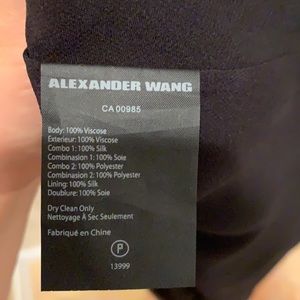 ALEXANDER WANG
CA 00985
Body: 100% Viscose
Exterieur: 100% Viscose
Combo 1: 100% Silk
Combinasion 1: 100% Soie
Combo 2: 100% Polyester
Combinasion 2: 100% Polyester
Lining: 100% Silk
Doublure: 100% Soie
Dry Clean Only
Nettoyage À Sec Seulement
Fabriqué en Chine
P
13999